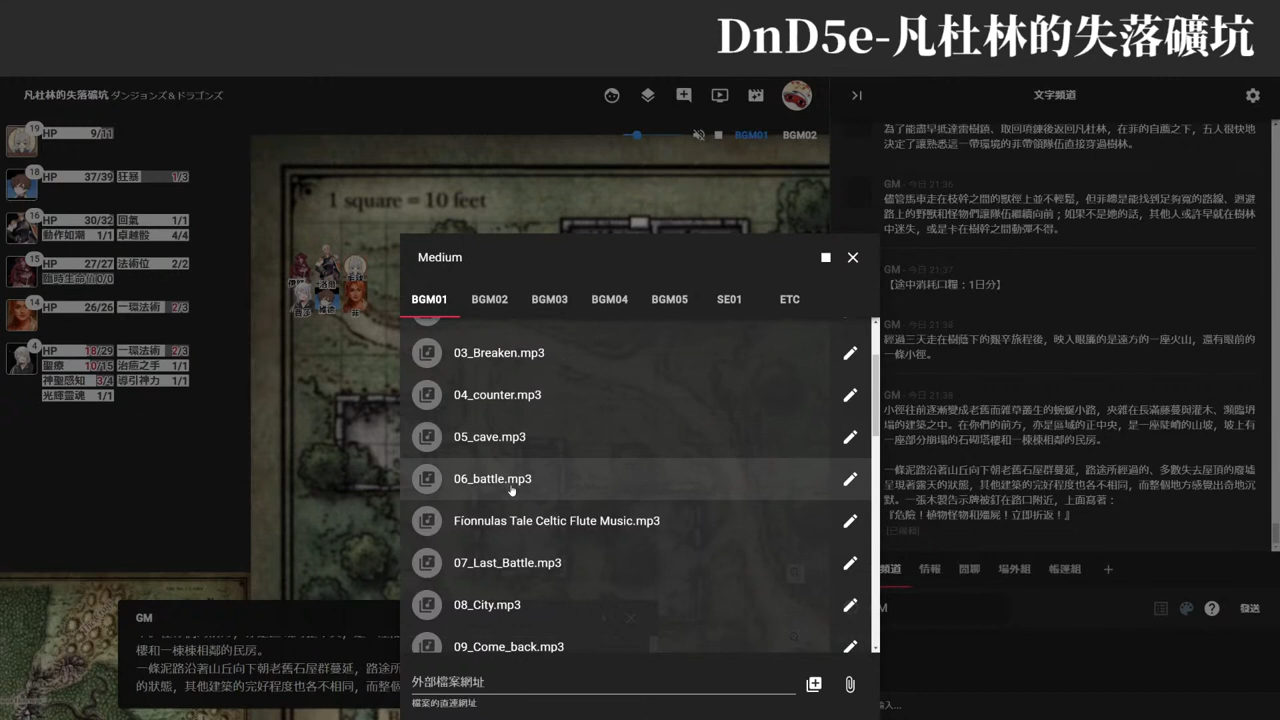 DnD5e-凡杜林的失落礦坑
凡杜林的失落礦坑 ダンジョンズ＆ドラゴンズ
BGM01 BGM02
19 HP 9/11
18 HP 37/39 狂暴 1/3
16 HP 30/32 回氣 1/1
動作如潮 1/1 卓越骰 4/4
15 HP 27/27 法術位 2/2
臨時生命值 0/0
14 HP 26/26 一環法術 2/3
4 HP 18/29 一環法術 2/3
聖療 10/15 治癒之手 1/1
神聖感知 3/4 導引神力 1/1
光輝靈魂 1/1
1 square = 10 feet
Medium
BGM01 BGM02 BGM03 BGM04 BGM05 SE01 ETC
03_Breaken.mp3
04_counter.mp3
05_cave.mp3
06_battle.mp3
Fionnulas Tale Celtic Flute Music.mp3
07_Last_Battle.mp3
08_City.mp3
09_Come_back.mp3
外部檔案網址
檔案的直連網址
GM
樓和一棟棟相鄰的民房。
一條泥路沿著山丘向下朝老舊石屋群蔓延，路途所
的狀態，其他建築的完好程度也各不相同，而整個
文字頻道
為了能盡早抵達雷樹鎮、取回項鍊後返回凡杜林，在菲的自薦之下，五人很快地
決定了讓熟悉這一帶環境的菲帶領隊伍直接穿過樹林。
GM - 今日 21:36
儘管馬車走在枝幹之間的獸徑上並不輕鬆，但菲總是能找到足夠寬的路線、迴避
路上的野獸和怪物們讓隊伍繼續向前；如果不是她的話，其他人或許早就在樹林
中迷失，或是卡在樹幹之間動彈不得。
GM - 今日 21:37
【途中消耗口糧：1日分】
GM - 今日 21:38
經過三天走在樹蔭下的艱辛旅程後，映入眼簾的是遠方的一座火山，還有眼前的
一條小徑。
GM - 今日 21:38
小徑往前逐漸變成老舊而雜草叢生的蜿蜒小路，夾雜在長滿藤蔓與灌木、瀕臨坍
塌的建築之中。在你們的前方，亦是區域的正中央，是一座陡峭的山坡，坡上有
一座部分崩塌的石砌塔樓和一棟棟相鄰的民房。
一條泥路沿著山丘向下朝老舊石屋群蔓延，路途所經過的、多數失去屋頂的廢墟
呈現著露天的狀態，其他建築的完好程度也各不相同，而整個地方感覺出奇地沉
默。一張木製告示牌被釘在路口附近，上面寫著：
『危險！植物怪物和殭屍！立即折返！』
[已編輯]
頻道 情報 閒聊 場外組 帳運組
發送